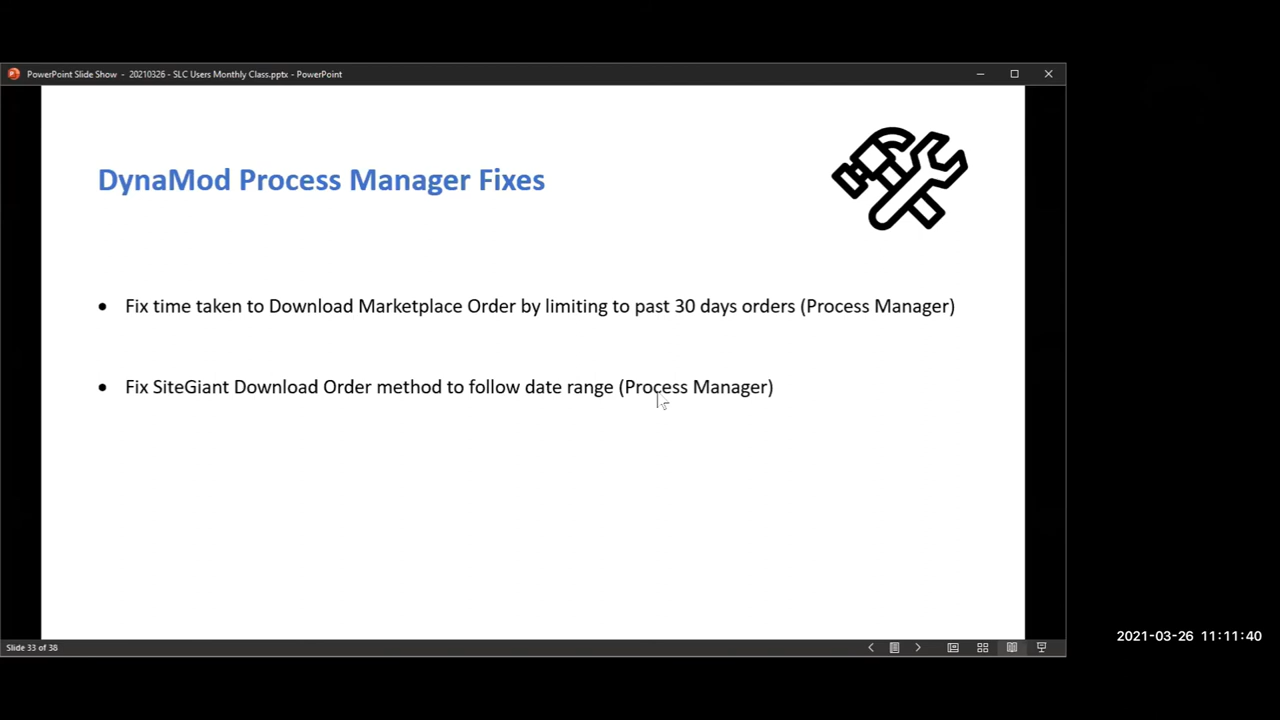 PowerPoint Slide Show - 20210326 - SLC Users Monthly Class.pptx - PowerPoint
DynaMod Process Manager Fixes
• Fix time taken to Download Marketplace Order by limiting to past 30 days orders (Process Manager)
• Fix SiteGiant Download Order method to follow date range (Process Manager)
2021-03-26 11:11:40
Slide 33 of 38